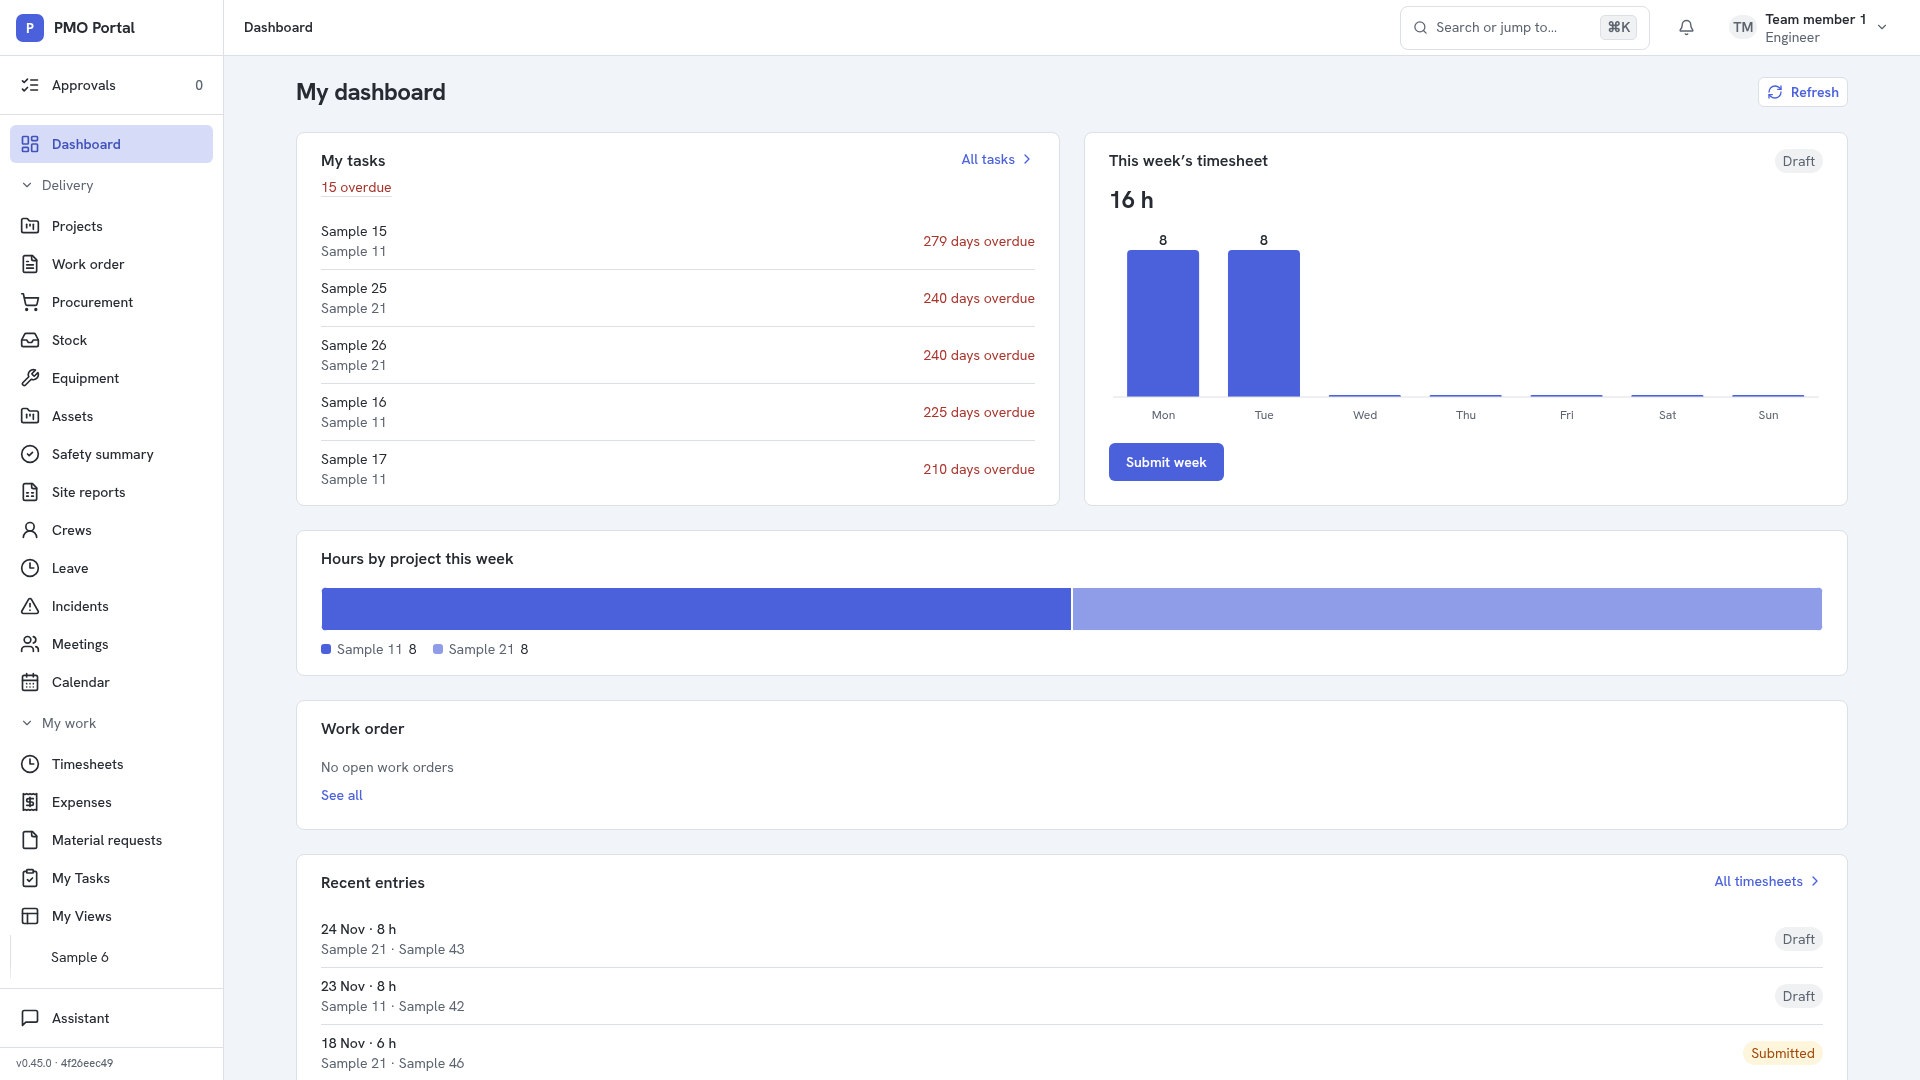 P PMO Portal
Approvals 0
Dashboard
Delivery
Projects
Work order
Procurement
Stock
Equipment
Assets
Safety summary
Site reports
Crews
Leave
Incidents
Meetings
Calendar
My work
Timesheets
Expenses
Material requests
My Tasks
My Views
Sample 6
Assistant
v0.45.0 · 4f26eec49
Dashboard
Search or jump to... ⌘K
TM
Team member 1
Engineer
My dashboard
Refresh
My tasks
All tasks
15 overdue
Sample 15
Sample 11
279 days overdue
Sample 25
Sample 21
240 days overdue
Sample 26
Sample 21
240 days overdue
Sample 16
Sample 11
225 days overdue
Sample 17
Sample 11
210 days overdue
This week’s timesheet
Draft
16 h
8 8
Mon Tue Wed Thu Fri Sat Sun
Submit week
Hours by project this week
Sample 11 8 Sample 21 8
Work order
No open work orders
See all
Recent entries
All timesheets
24 Nov · 8 h
Sample 21 · Sample 43
Draft
23 Nov · 8 h
Sample 11 · Sample 42
Draft
18 Nov · 6 h
Sample 21 · Sample 46
Submitted